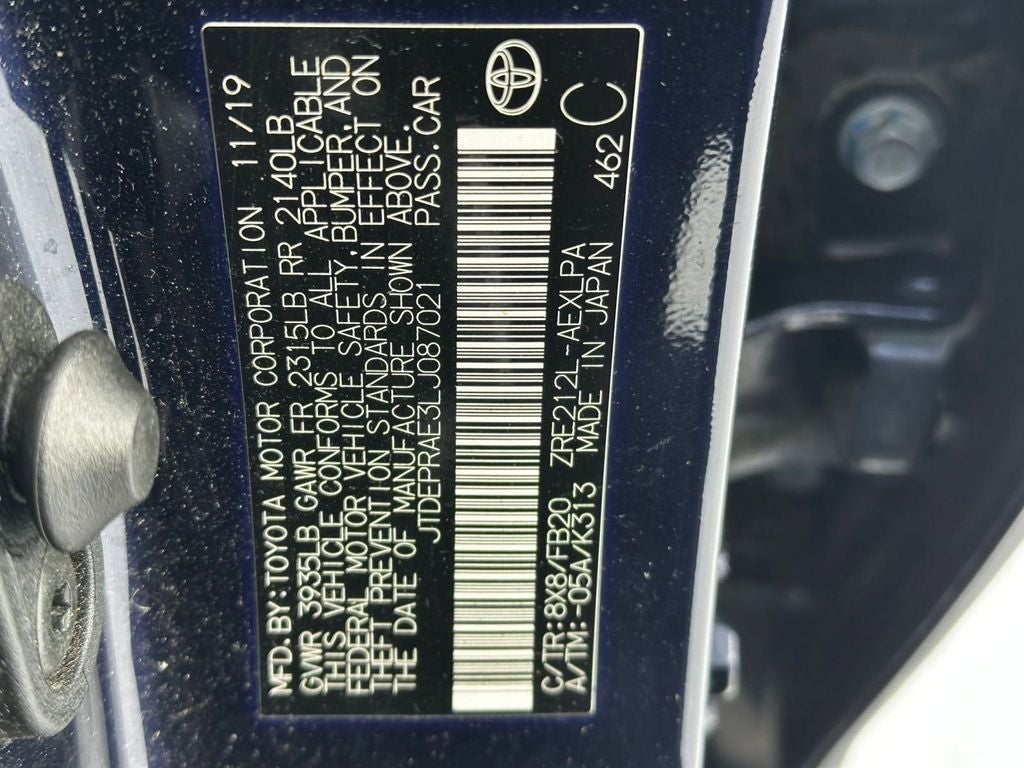 MFD.BY:TOYOTA MOTOR CORPORATION 11/19
GVWR 3935LB GAWR FR 2315LB RR 2140LB
THIS VEHICLE CONFORMS TO ALL APPLICABLE
FEDERAL MOTOR VEHICLE SAFETY,BUMPER,AND
THEFT PREVENTION STANDARDS IN EFFECT ON
THE DATE OF MANUFACTURE SHOWN ABOVE.
JTDEPRAE3LJ087021 PASS.CAR
C/TR:8X8/FB20 ZRE212L-AEXLPA 462
A/TM:-05A/K313 MADE IN JAPAN
C